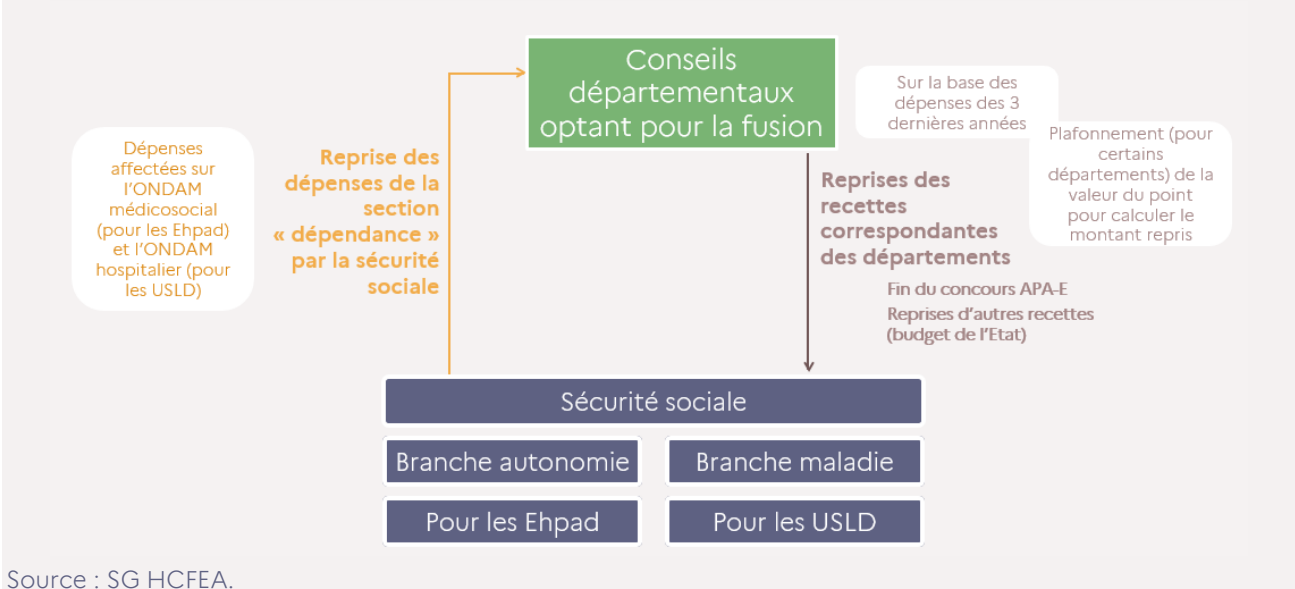 Conseils
départementaux
optant pour la fusion
Sur la base des
dépenses des 3
dernières années
Plafonnement (pour
certains
départements) de la
valeur du point
pour calculer le
montant repris
Dépenses
affectées sur
l'ONDAM
médicosocial
(pour les Ehpad)
et l'ONDAM
hospitalier (pour
les USLD)
Reprise des
dépenses de la
section
« dépendance »
par la sécurité
sociale
Reprises des
recettes
correspondantes
des départements
Fin du concours APA-E
Reprises d'autres recettes
(budget de l'Etat)
Sécurité sociale
Branche autonomie
Branche maladie
Pour les Ehpad
Pour les USLD
Source : SG HCFEA.